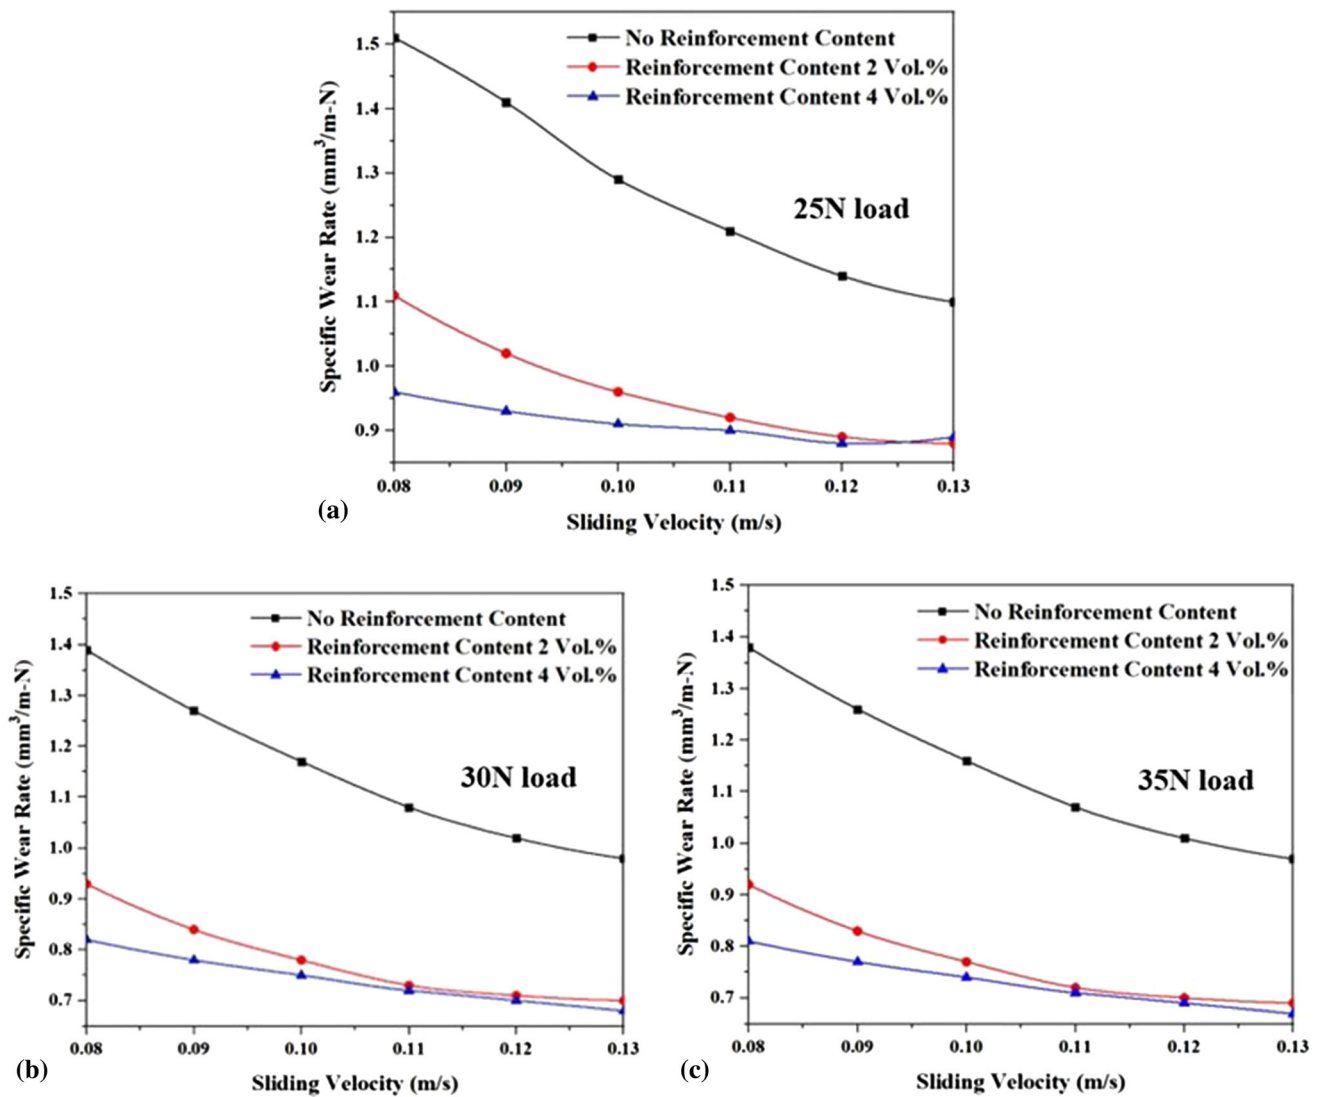 No Reinforcement Content
Reinforcement Content 2 Vol.%
Reinforcement Content 4 Vol.%
25N load
Specific Wear Rate (mm³/m-N)
1.5
1.4
1.3
1.2
1.1
1.0
0.9
0.08 0.09 0.10 0.11 0.12 0.13
(a)
Sliding Velocity (m/s)
No Reinforcement Content
Reinforcement Content 2 Vol.%
Reinforcement Content 4 Vol.%
30N load
Specific Wear Rate (mm³/m-N)
1.5
1.4
1.3
1.2
1.1
1.0
0.9
0.8
0.7
0.08 0.09 0.10 0.11 0.12 0.13
(b)
Sliding Velocity (m/s)
No Reinforcement Content
Reinforcement Content 2 Vol.%
Reinforcement Content 4 Vol.%
35N load
Specific Wear Rate (mm³/m-N)
1.5
1.4
1.3
1.2
1.1
1.0
0.9
0.8
0.7
0.08 0.09 0.10 0.11 0.12 0.13
(c)
Sliding Velocity (m/s)